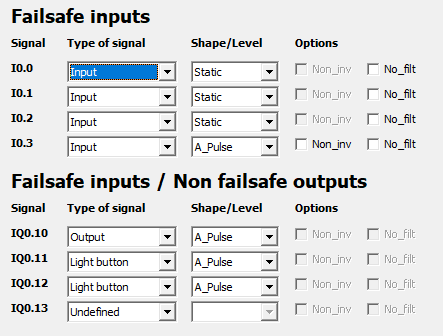 Failsafe inputs
Signal Type of signal Shape/Level Options
I0.0 Input Static Non_inv No_filt
I0.1 Input Static Non_inv No_filt
I0.2 Input Static Non_inv No_filt
I0.3 Input A_Pulse Non_inv No_filt
Failsafe inputs / Non failsafe outputs
Signal Type of signal Shape/Level Options
IQ0.10 Output A_Pulse Non_inv No_filt
IQ0.11 Light button A_Pulse Non_inv No_filt
IQ0.12 Light button A_Pulse Non_inv No_filt
IQ0.13 Undefined Non_inv No_filt